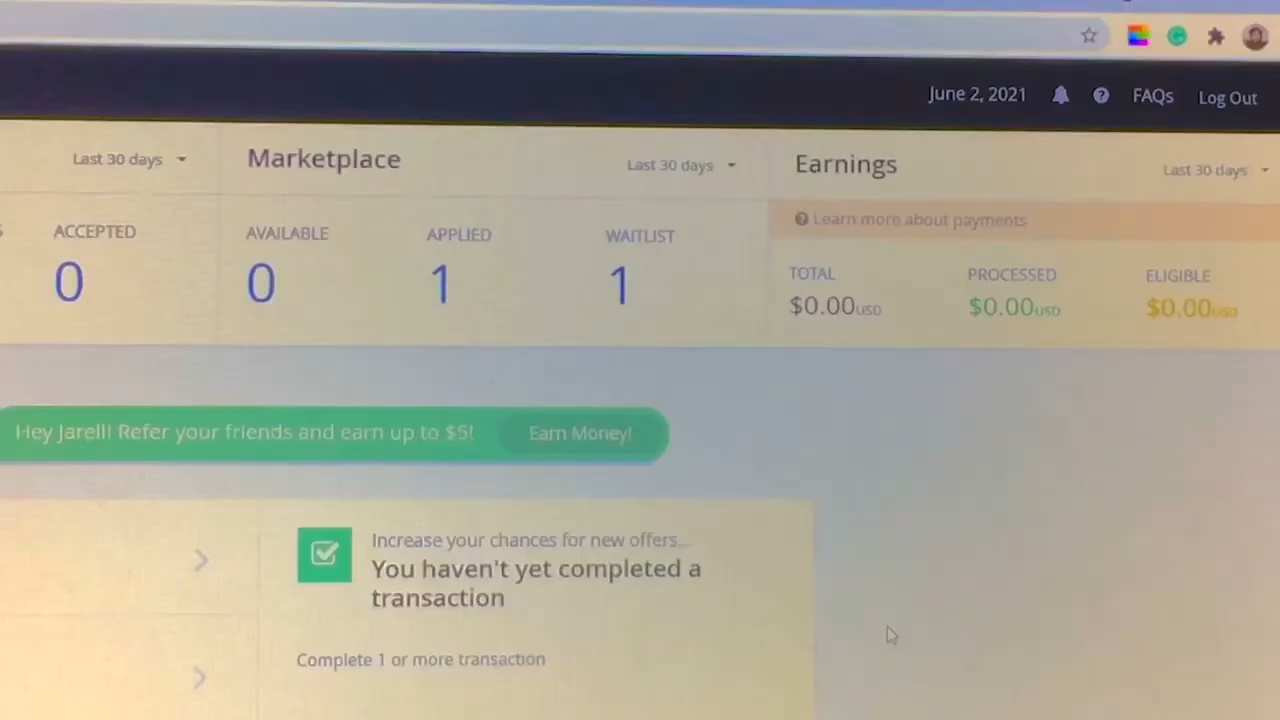 June 2, 2021 FAQs Log Out
Last 30 days
Marketplace
Last 30 days
Earnings
Last 30 days
Learn more about payments
ACCEPTED
0
AVAILABLE
0
APPLIED
1
WAITLIST
1
TOTAL
$0.00USD
PROCESSED
$0.00USD
ELIGIBLE
$0.00USD
Hey Jarell! Refer your friends and earn up to $5! Earn Money!
Increase your chances for new offers...
You haven't yet completed a
transaction
Complete 1 or more transaction